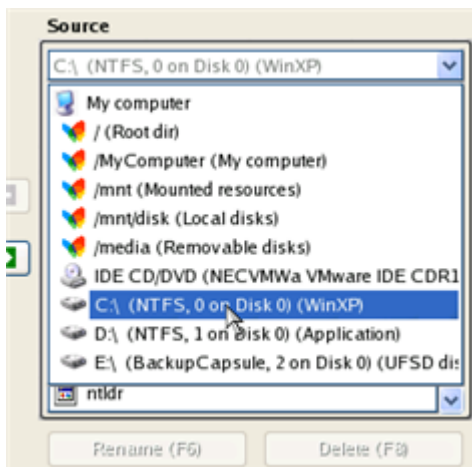 Source
C:\ (NTFS, 0 on Disk 0) (WinXP)
My computer
/ (Root dir)
/MyComputer (My computer)
/mnt (Mounted resources)
/mnt/disk (Local disks)
/media (Removable disks)
IDE CD/DVD (NECVMWa VMware IDE CDR1
C:\ (NTFS, 0 on Disk 0) (WinXP)
D:\ (NTFS, 1 on Disk 0) (Application)
E:\ (BackupCapsule, 2 on Disk 0) (UFSD dis
ntldr
Rename (F6) Delete (F8)